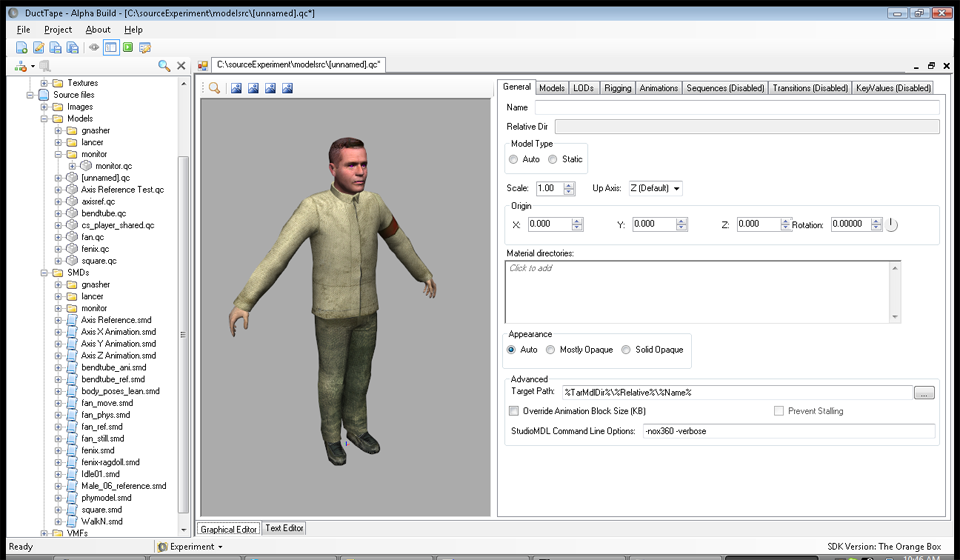 DuctTape - Alpha Build - [C:\sourceExperiment\modelsrc\[unnamed].qc*]
File Project About Help
C:\sourceExperiment\modelsrc\[unnamed].qc*
Textures
Source files
Images
Models
gnasher
lancer
monitor
monitor.qc
[unnamed].qc
Axis Reference Test.qc
axisref.qc
bendtube.qc
cs_player_shared.qc
fan.qc
fenix.qc
square.qc
SMDs
gnasher
lancer
monitor
Axis Reference.smd
Axis X Animation.smd
Axis Y Animation.smd
Axis Z Animation.smd
bendtube_ani.smd
bendtube_ref.smd
body_poses_lean.smd
fan_move.smd
fan_phys.smd
fan_ref.smd
fan_still.smd
fenix.smd
fenix-ragdoll.smd
Idle01.smd
Male_06_reference.smd
phymodel.smd
square.smd
WalkN.smd
VMFs
General Models LODs Rigging Animations Sequences (Disabled) Transitions (Disabled) KeyValues (Disabled)
Name
Relative Dir
Model Type
Auto Static
Scale: 1.00 Up Axis: Z (Default)
Origin
X: 0.000 Y: 0.000 Z: 0.000 Rotation: 0.00000
Material directories:
Click to add
Appearance
Auto Mostly Opaque Solid Opaque
Advanced
Target Path: %TarMdlDir%\%Relative%\%Name% ...
Override Animation Block Size (KB) Prevent Stalling
StudioMDL Command Line Options: -nox360 -verbose
Graphical Editor Text Editor
Ready Experiment SDK Version: The Orange Box